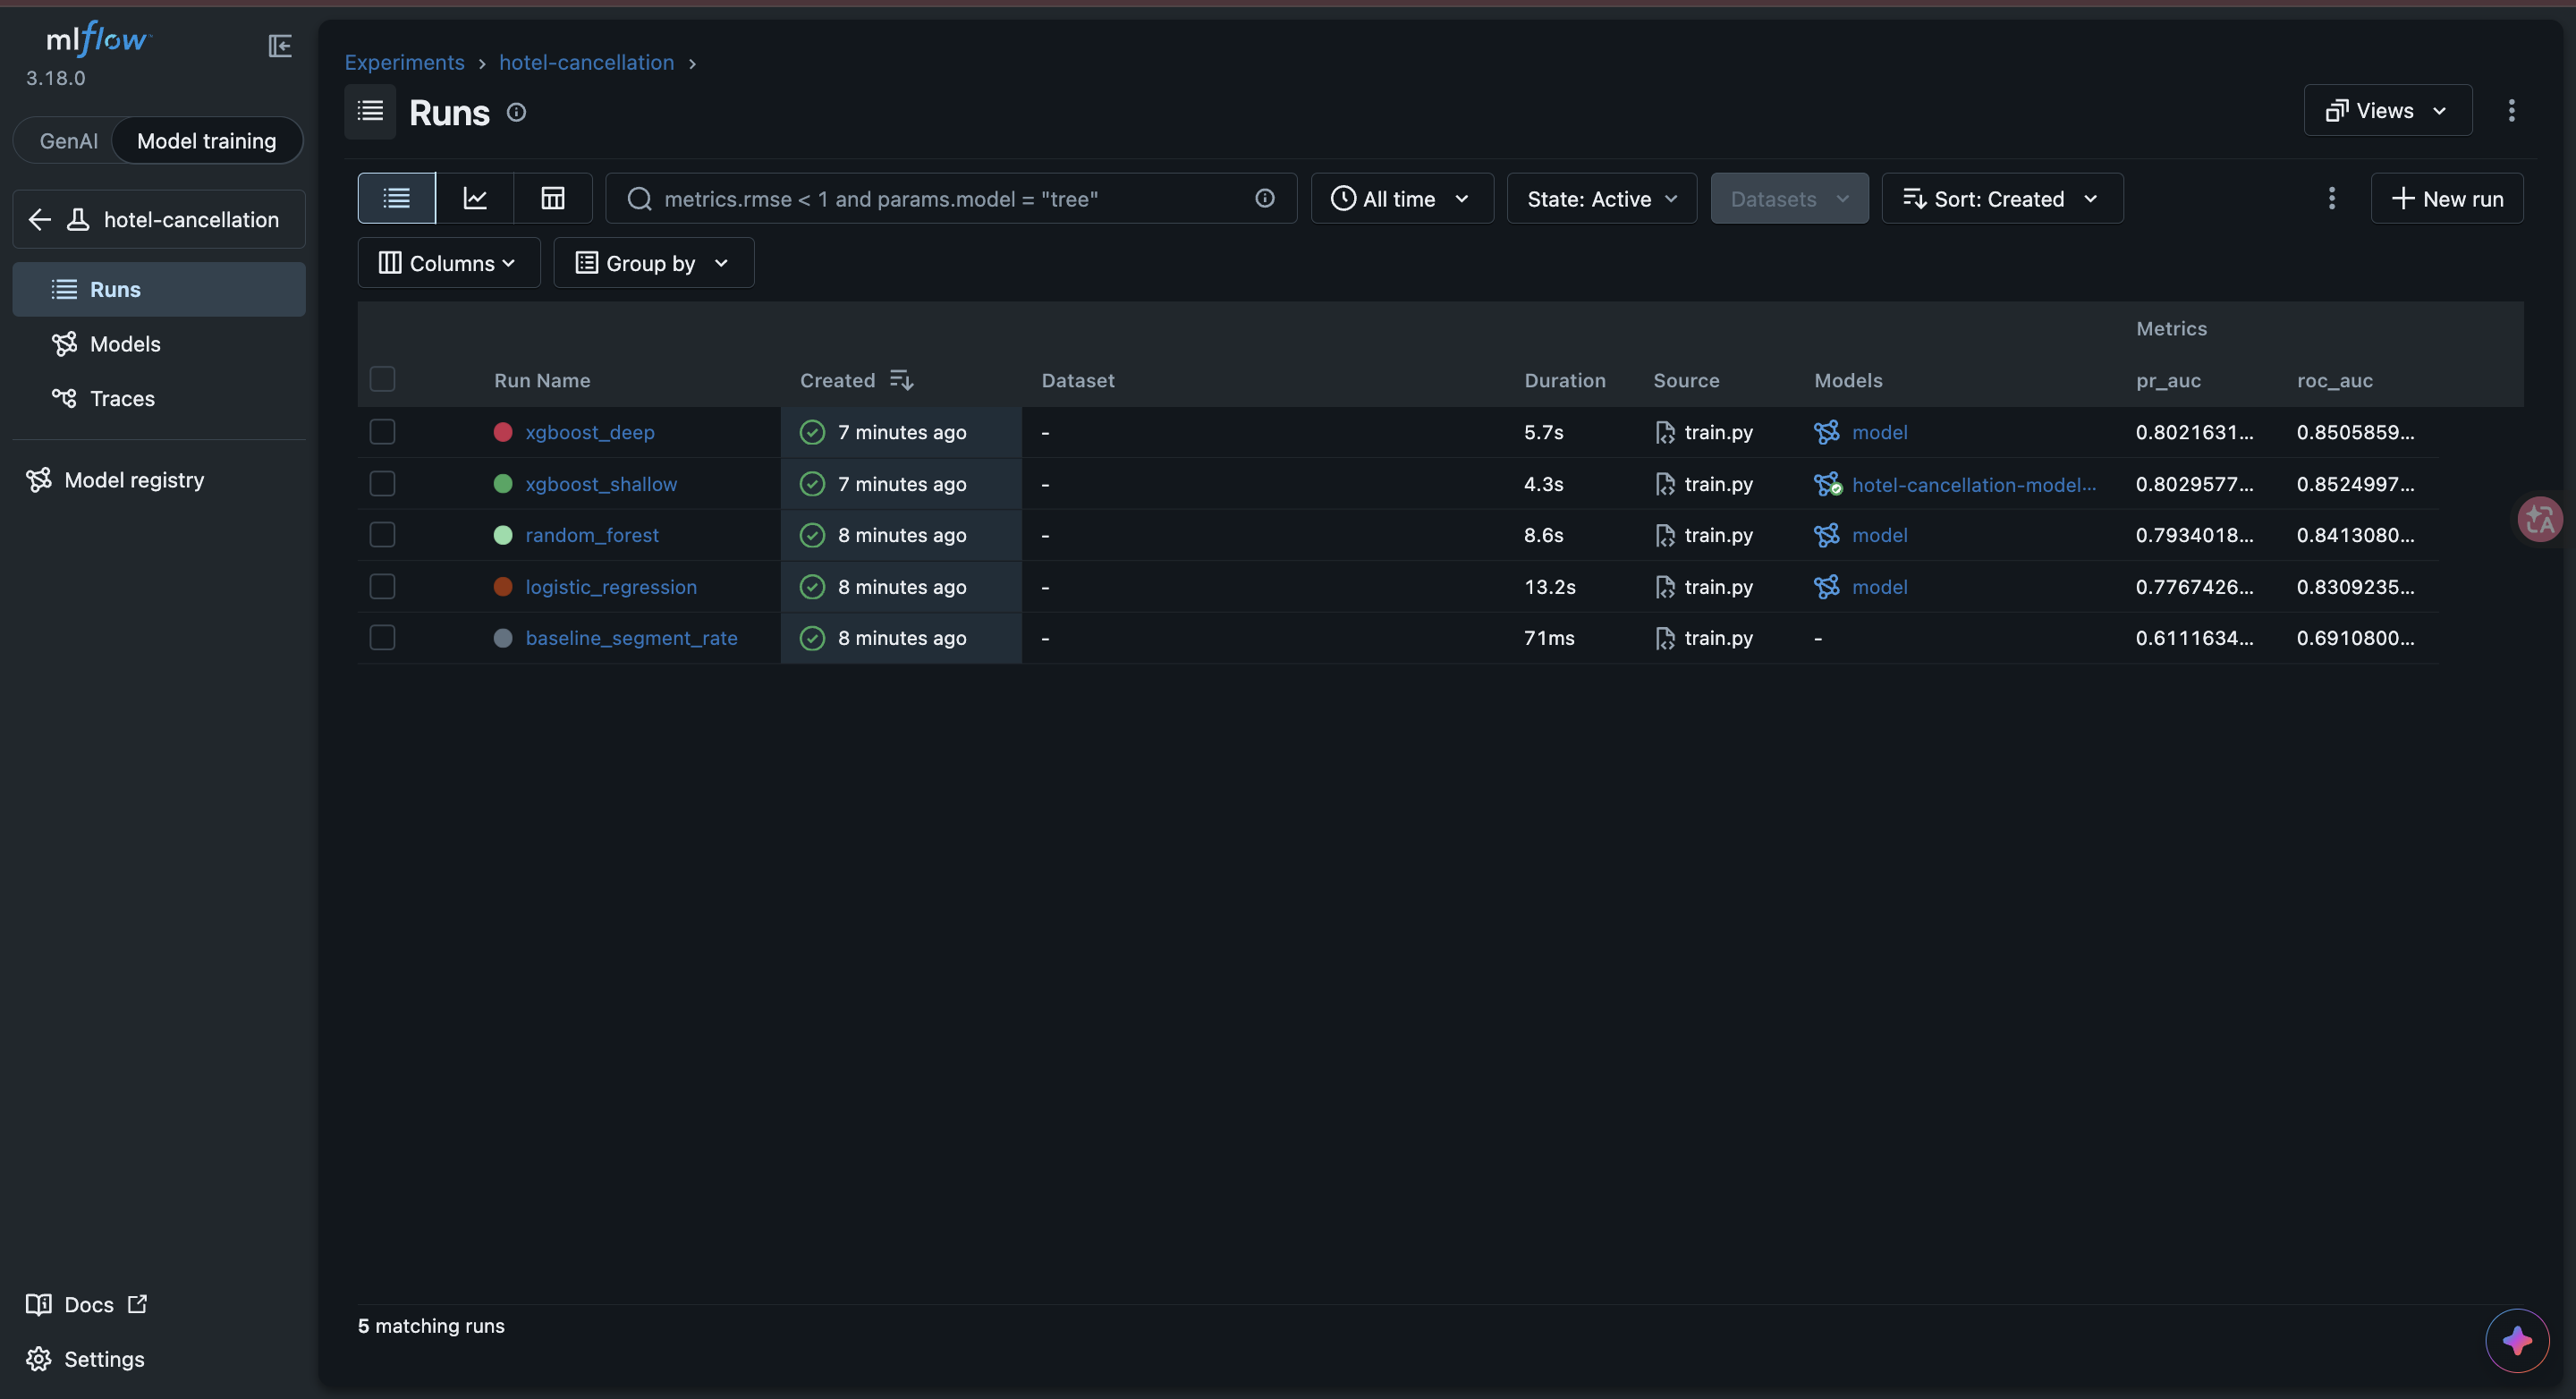 mlflow
3.18.0
GenAI Model training
hotel-cancellation
Runs
Models
Traces
Model registry
Docs
Settings
Experiments › hotel-cancellation ›
Runs
Views
metrics.rmse < 1 and params.model = "tree"
All time
State: Active
Datasets
Sort: Created
New run
Columns
Group by
Metrics
Run Name Created Dataset Duration Source Models pr_auc roc_auc
xgboost_deep 7 minutes ago - 5.7s train.py model 0.8021631... 0.8505859...
xgboost_shallow 7 minutes ago - 4.3s train.py hotel-cancellation-model... 0.8029577... 0.8524997...
random_forest 8 minutes ago - 8.6s train.py model 0.7934018... 0.8413080...
logistic_regression 8 minutes ago - 13.2s train.py model 0.7767426... 0.8309235...
baseline_segment_rate 8 minutes ago - 71ms train.py - 0.6111634... 0.6910800...
5 matching runs